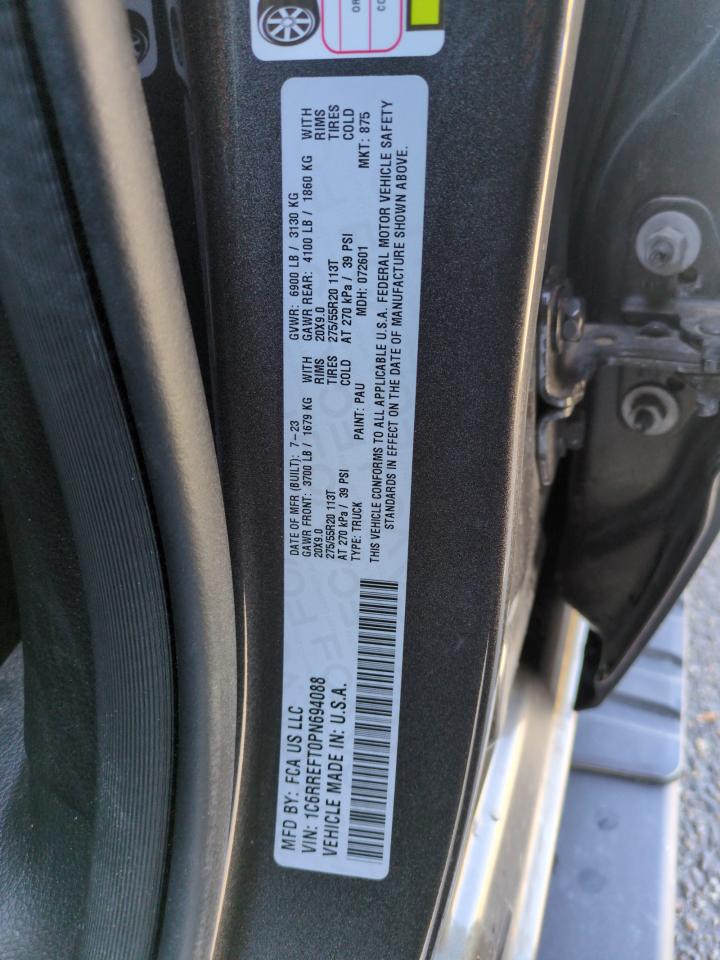 OR
CO
MFD BY: FCA US LLC
VIN: 1C6RREFT0PN694088
VEHICLE MADE IN: U.S.A.
DATE OF MFR (BUILT): 7-23 GVWR: 6900 LB / 3130 KG
GAWR FRONT: 3700 LB / 1679 KG WITH GAWR REAR: 4100 LB / 1860 KG WITH
20X9.0 RIMS 20X9.0 RIMS
275/55R20 113T TIRES 275/55R20 113T TIRES
AT 270 kPa / 39 PSI COLD AT 270 kPa / 39 PSI COLD
TYPE: TRUCK PAINT: PAU MDH: 072601 MKT: 875
THIS VEHICLE CONFORMS TO ALL APPLICABLE U.S.A. FEDERAL MOTOR VEHICLE SAFETY
STANDARDS IN EFFECT ON THE DATE OF MANUFACTURE SHOWN ABOVE.